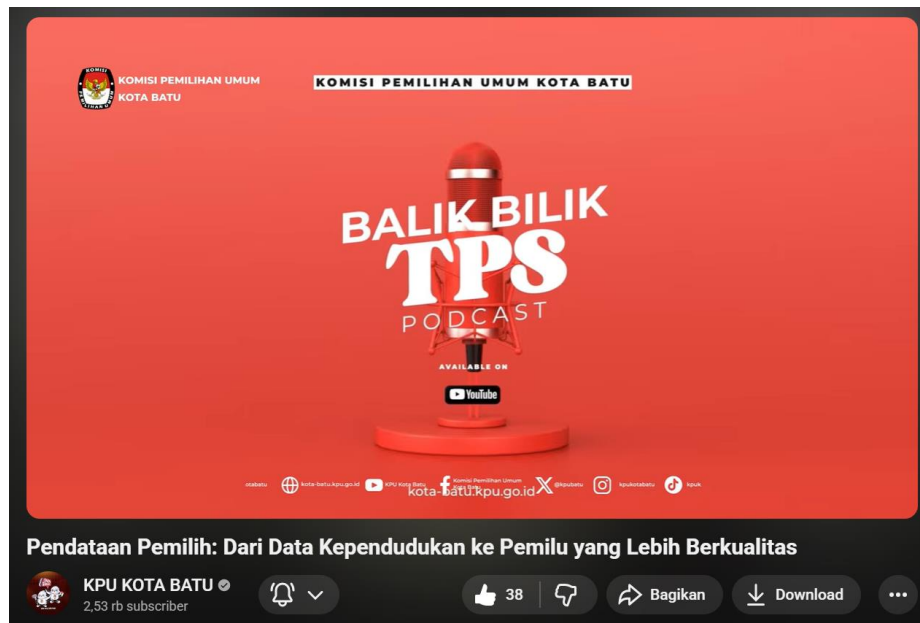 KOMISI PEMILIHAN UMUM
KOTA BATU
KOMISI PEMILIHAN UMUM KOTA BATU
BALIK BILIK
TPS
PODCAST
AVAILABLE ON
YouTube
otabatu kota-batu.kpu.go.id KPU Kota Batu Komisi Pemilihan Umum @kpubatu kpukotabatu kpuk
kota-batu.kpu.go.id
Pendataan Pemilih: Dari Data Kependudukan ke Pemilu yang Lebih Berkualitas
KPU KOTA BATU
2,53 rb subscriber
38
Bagikan
Download